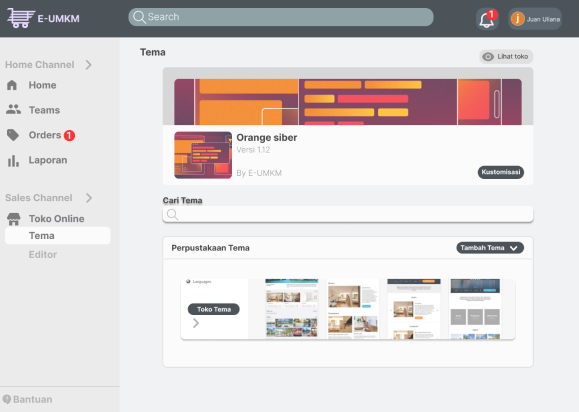 E-UMKM
Search
1
J
Juan Uliana
Home Channel
Home
Teams
Orders 1
Laporan
Sales Channel
Toko Online
Tema
Editor
Bantuan
Tema
Lihat toko
Orange siber
Versi 1.12
By E-UMKM
Kustomisasi
Cari Tema
Perpustakaan Tema
Tambah Tema
Languages
Toko Tema